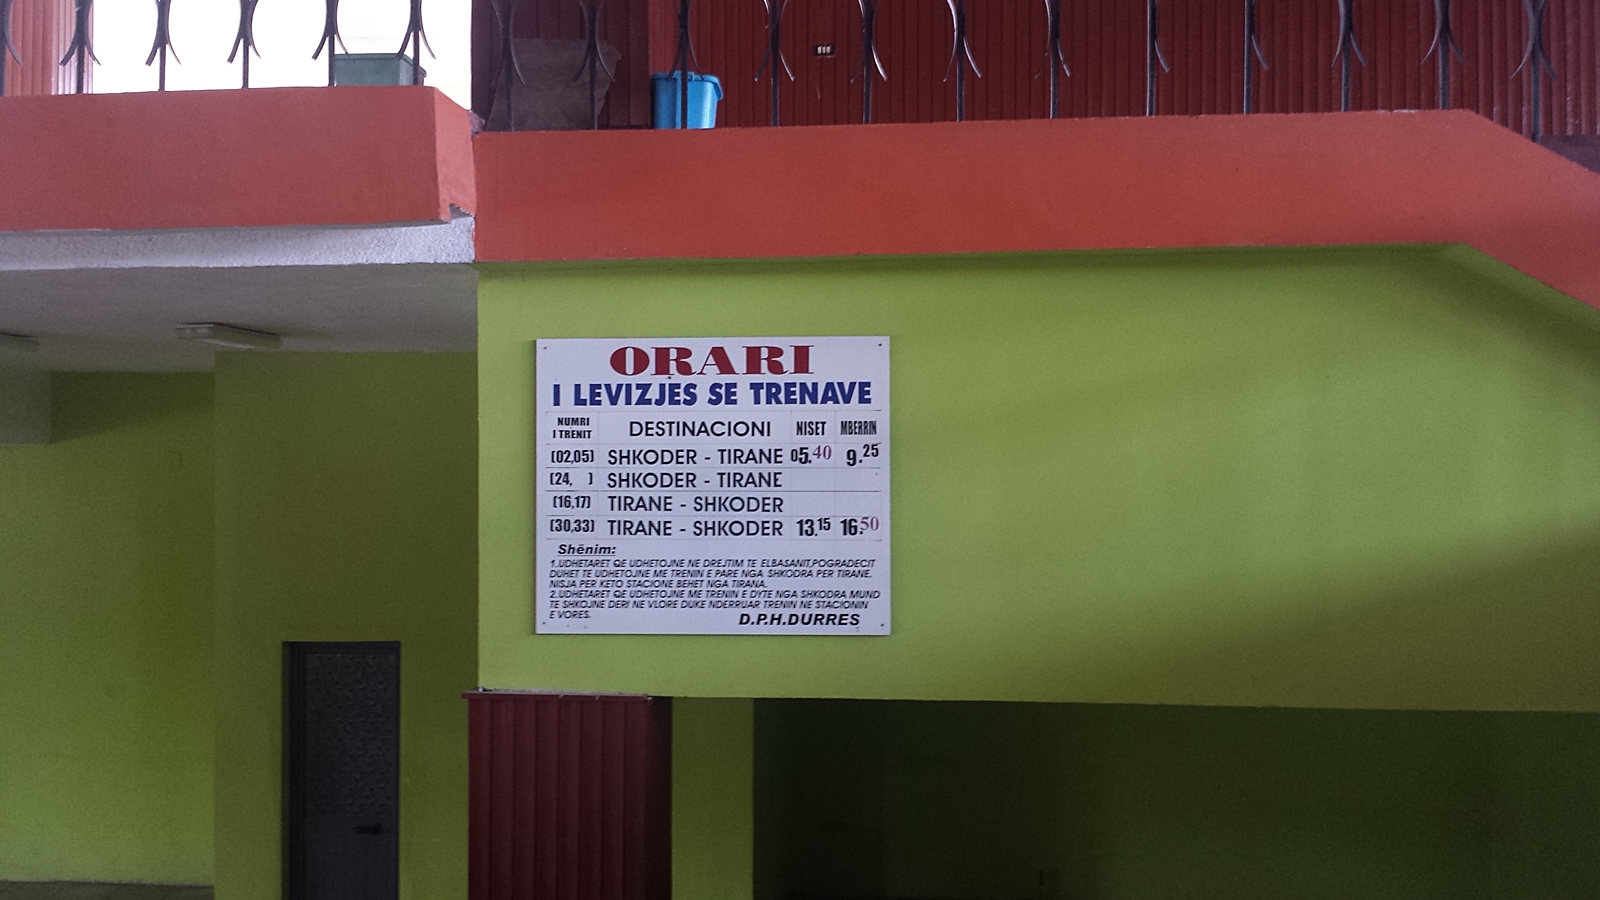 ORARI
I LEVIZJES SE TRENAVE
NUMRI I TRENIT DESTINACIONI NISET MBERRIN
(02,05) SHKODER - TIRANE 05.40 9.25
(24, ) SHKODER - TIRANE
(16,17) TIRANE - SHKODER
(30,33) TIRANE - SHKODER 13.15 16.50
Shënim:
1.UDHETARET QE UDHETOJNE NE DREJTIM TE ELBASANIT,POGRADECIT
DUHET TE UDHETOJNE ME TRENIN E PARE NGA SHKODRA PER TIRANE.
NISJA PER KETO STACIONE BEHET NGA TIRANA.
2.UDHETARET QE UDHETOJNE ME TRENIN E DYTE NGA SHKODRA MUND
TE SHKOJNE DERI NE VLORE DUKE NDERRUAR TRENIN NE STACIONIN
E VORES.
D.P.H.DURRES